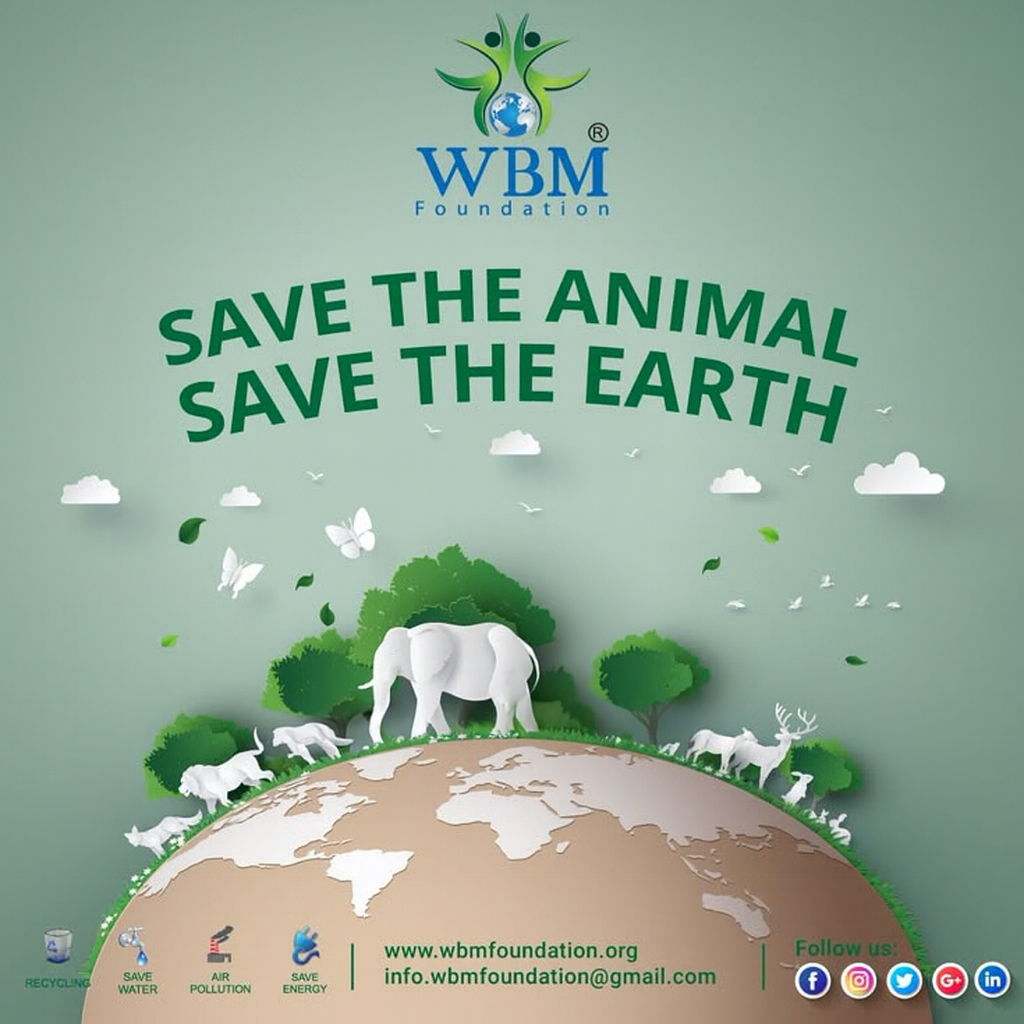 ®
WBM
Foundation
SAVE THE ANIMAL
SAVE THE EARTH
RECYCLING
SAVE
WATER
AIR
POLLUTION
SAVE
ENERGY
www.wbmfoundation.org
info.wbmfoundation@gmail.com
Follow us:
f
G+
in